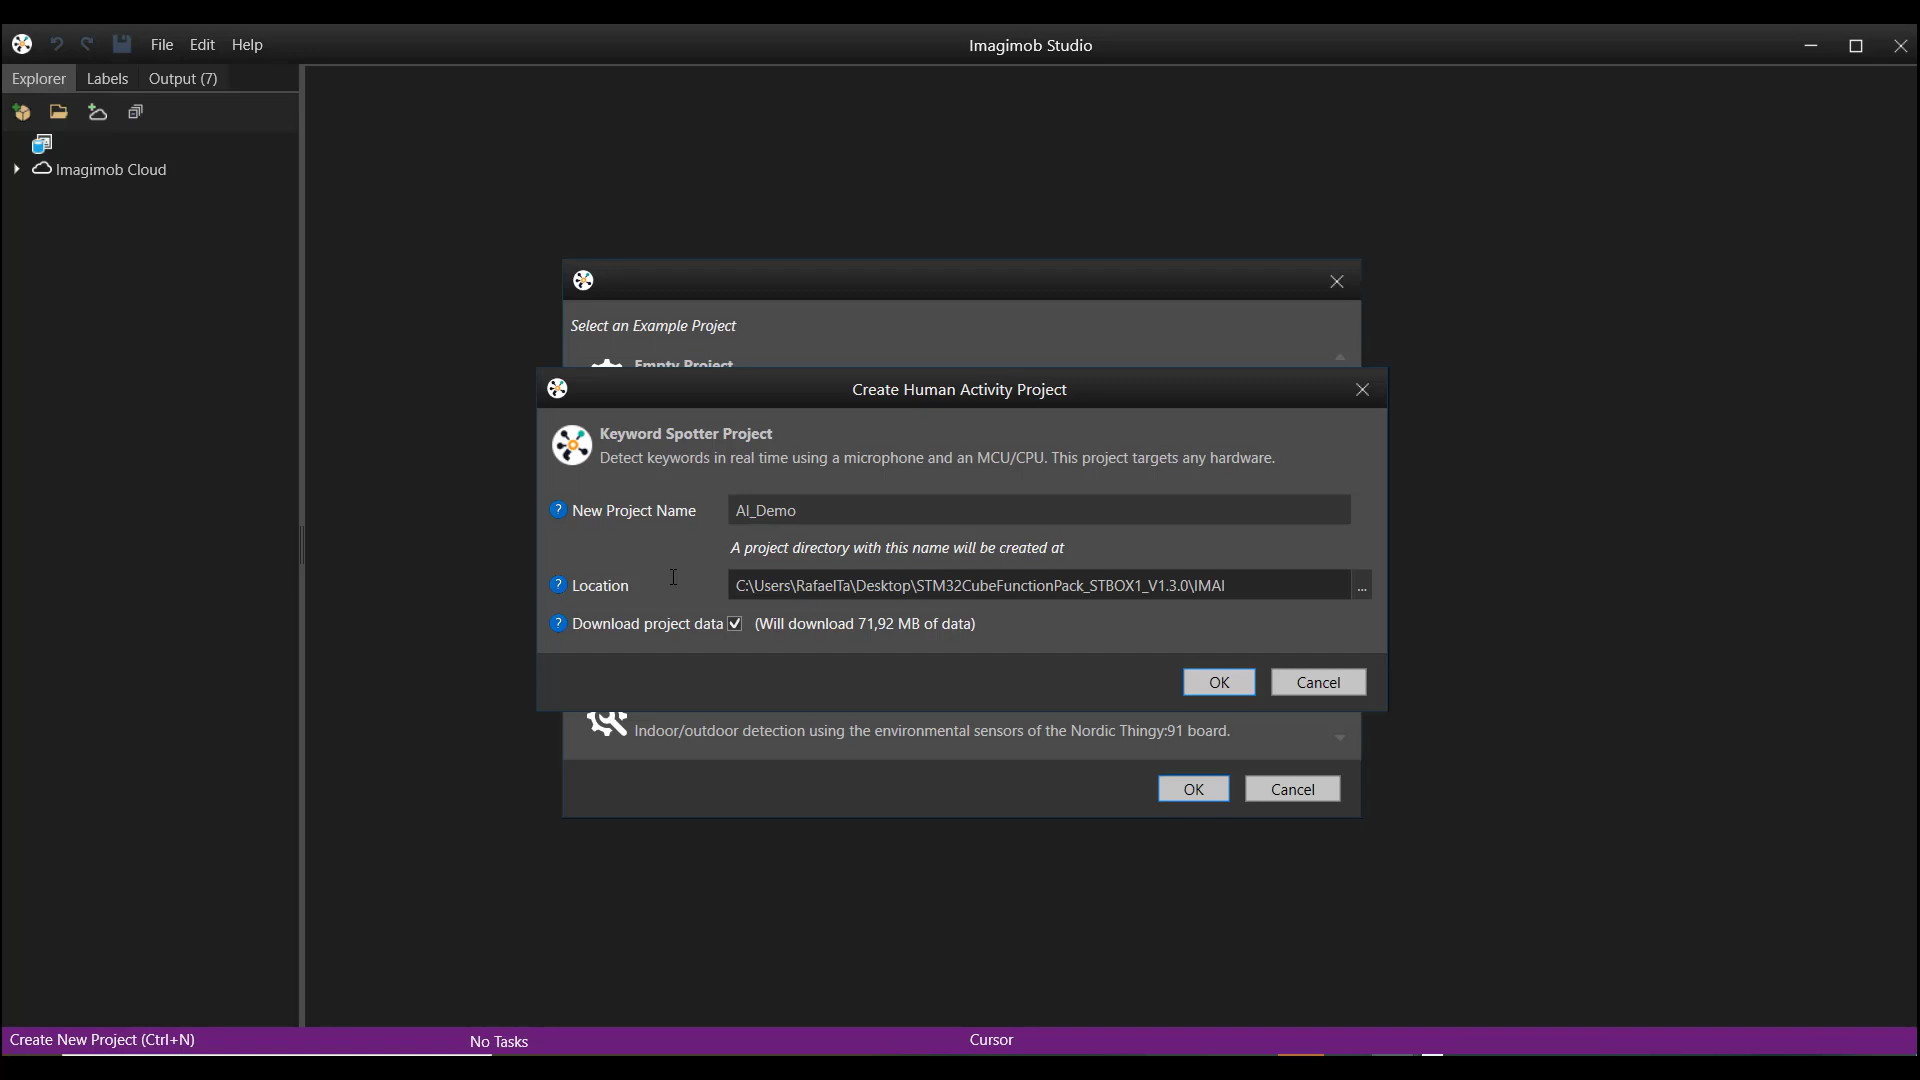 File Edit Help
Imagimob Studio
Explorer Labels Output (7)
Imagimob Cloud
Select an Example Project
Empty Project
Create Human Activity Project
Keyword Spotter Project
Detect keywords in real time using a microphone and an MCU/CPU. This project targets any hardware.
? New Project Name AI_Demo
A project directory with this name will be created at
? Location C:\Users\RafaelTa\Desktop\STM32CubeFunctionPack_STBOX1_V1.3.0\IMAI ...
? Download project data (Will download 71,92 MB of data)
OK Cancel
Indoor/outdoor detection using the environmental sensors of the Nordic Thingy:91 board.
OK Cancel
Create New Project (Ctrl+N) No Tasks Cursor